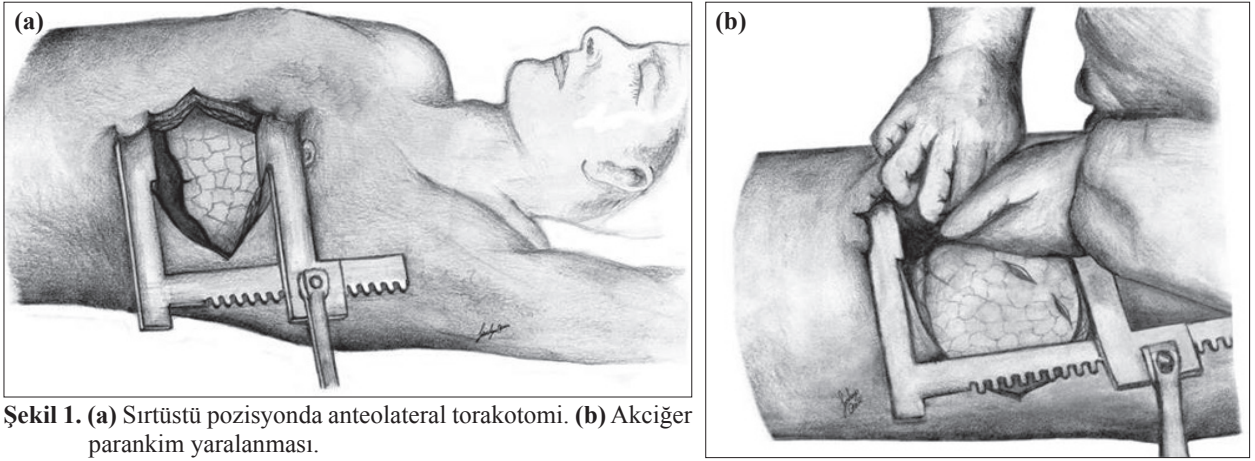 (a)
(b)
Şekil 1. (a) Sırtüstü pozisyonda anteolateral torakotomi. (b) Akciğer
parankim yaralanması.